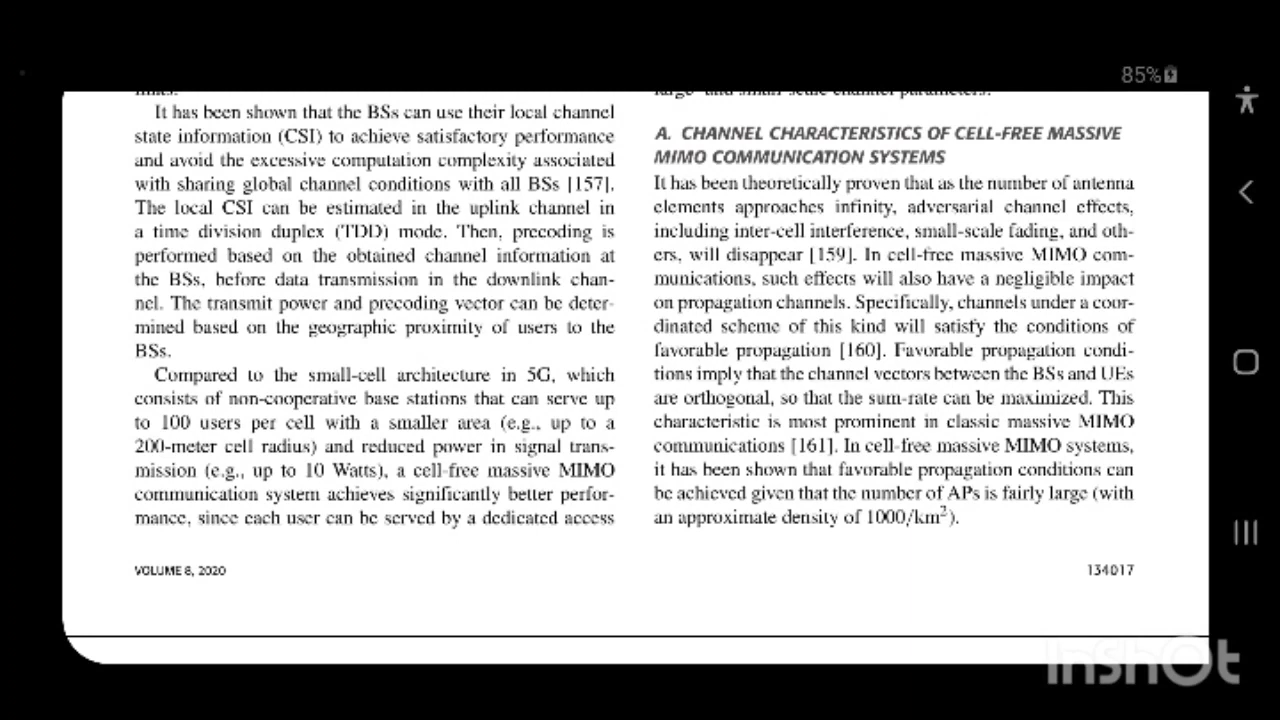 85%
It has been shown that the BSs can use their local channel
state information (CSI) to achieve satisfactory performance
and avoid the excessive computation complexity associated
with sharing global channel conditions with all BSs [157].
The local CSI can be estimated in the uplink channel in
a time division duplex (TDD) mode. Then, precoding is
performed based on the obtained channel information at
the BSs, before data transmission in the downlink chan-
nel. The transmit power and precoding vector can be deter-
mined based on the geographic proximity of users to the
BSs.
Compared to the small-cell architecture in 5G, which
consists of non-cooperative base stations that can serve up
to 100 users per cell with a smaller area (e.g., up to a
200-meter cell radius) and reduced power in signal trans-
mission (e.g., up to 10 Watts), a cell-free massive MIMO
communication system achieves significantly better perfor-
mance, since each user can be served by a dedicated access
large- and small-scale channel parameters.
A. CHANNEL CHARACTERISTICS OF CELL-FREE MASSIVE
MIMO COMMUNICATION SYSTEMS
It has been theoretically proven that as the number of antenna
elements approaches infinity, adversarial channel effects,
including inter-cell interference, small-scale fading, and oth-
ers, will disappear [159]. In cell-free massive MIMO com-
munications, such effects will also have a negligible impact
on propagation channels. Specifically, channels under a coor-
dinated scheme of this kind will satisfy the conditions of
favorable propagation [160]. Favorable propagation condi-
tions imply that the channel vectors between the BSs and UEs
are orthogonal, so that the sum-rate can be maximized. This
characteristic is most prominent in classic massive MIMO
communications [161]. In cell-free massive MIMO systems,
it has been shown that favorable propagation conditions can
be achieved given that the number of APs is fairly large (with
an approximate density of 1000/km²).
VOLUME 8, 2020
134017
InShOt